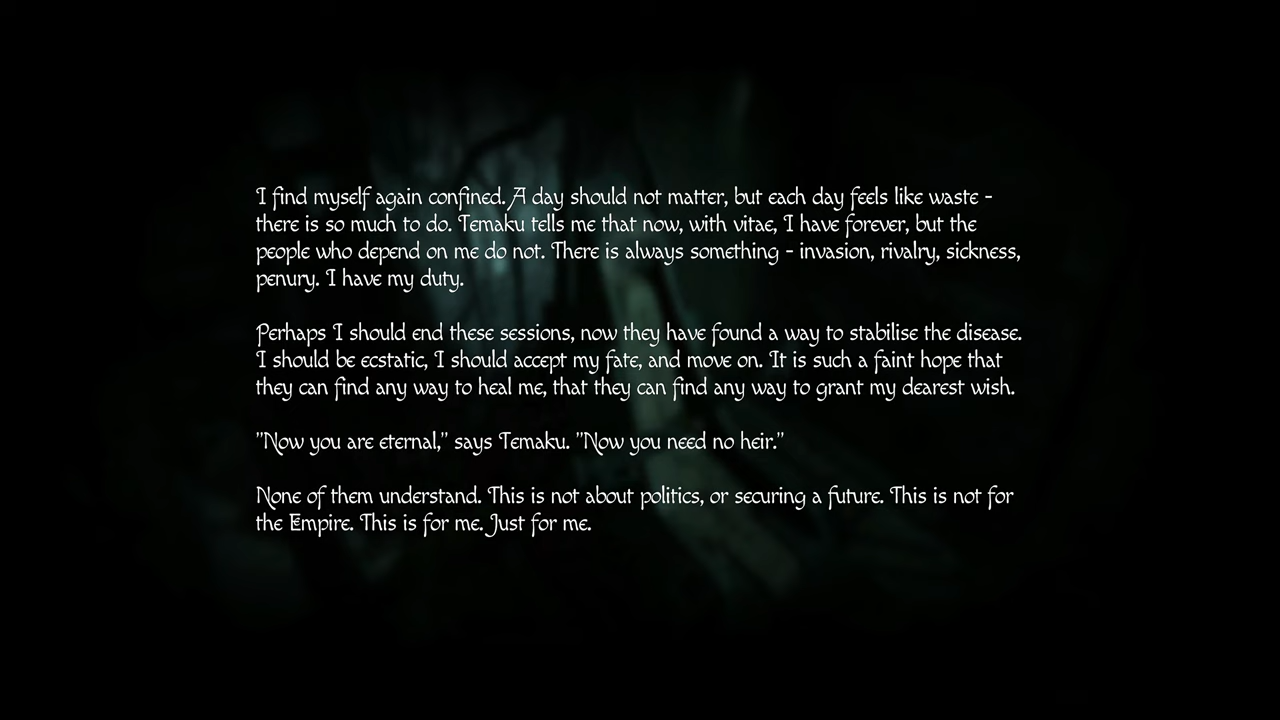 I find myself again confined. A day should not matter, but each day feels like waste -
there is so much to do. Temaku tells me that now, with vitae, I have forever, but the
people who depend on me do not. There is always something - invasion, rivalry, sickness,
penury. I have my duty.
Perhaps I should end these sessions, now they have found a way to stabilise the disease.
I should be ecstatic, I should accept my fate, and move on. It is such a faint hope that
they can find any way to heal me, that they can find any way to grant my dearest wish.
"Now you are eternal," says Temaku. "Now you need no heir."
None of them understand. This is not about politics, or securing a future. This is not for
the Empire. This is for me. Just for me.